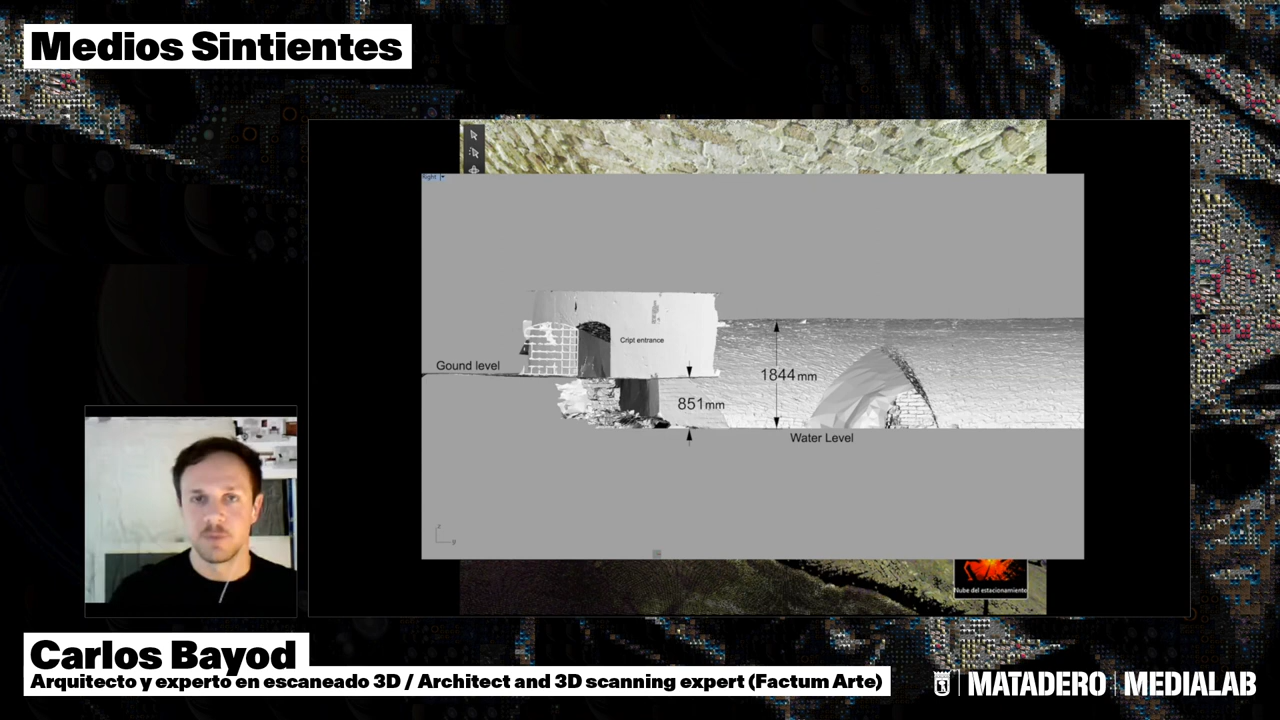 Medios Sintientes
Right
Cript entrance
Gound level
1844mm
851mm
Water Level
z
y
Nube del estacionamiento
Carlos Bayod
Arquitecto y experto en escaneado 3D / Architect and 3D scanning expert (Factum Arte)
MATADERO | MEDIALAB